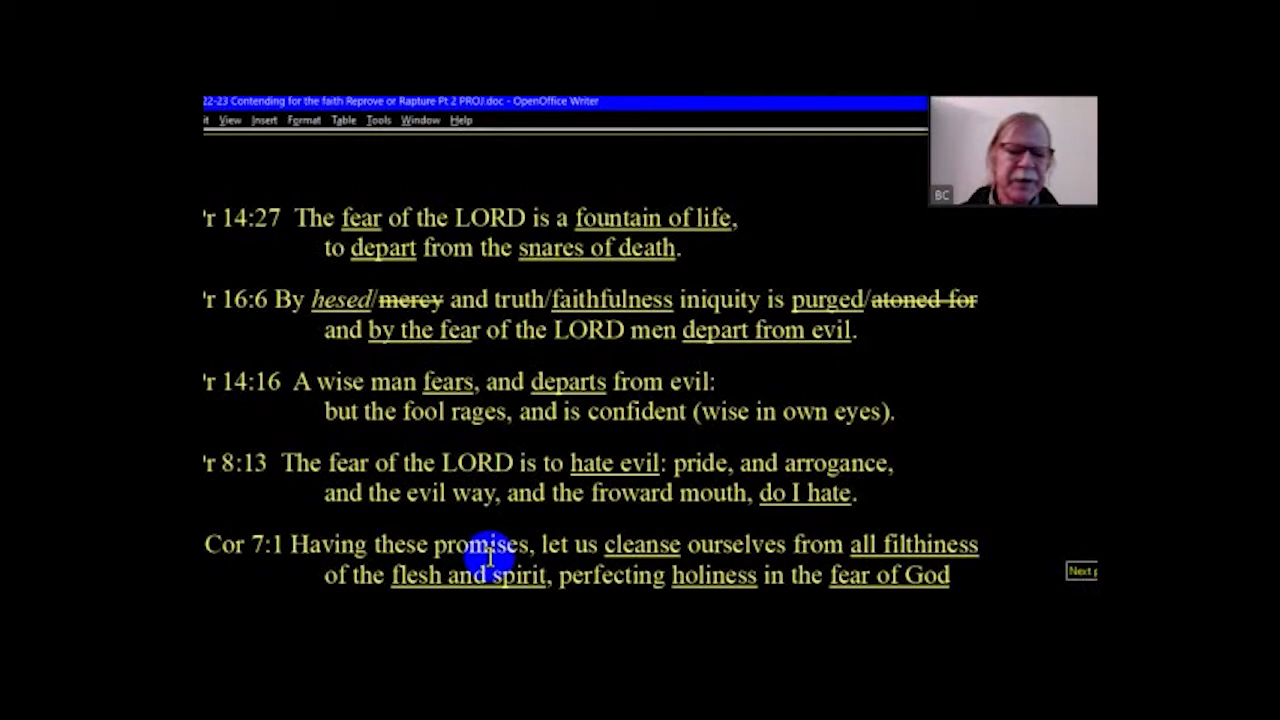 22-23 Contending for the faith Reprove or Rapture Pt 2 PROJ.doc - OpenOffice Writer
it View Insert Format Table Tools Window Help
BC
'r 14:27 The fear of the LORD is a fountain of life,
to depart from the snares of death.
'r 16:6 By hesed/mercy and truth/faithfulness iniquity is purged/atoned for
and by the fear of the LORD men depart from evil.
'r 14:16 A wise man fears, and departs from evil:
but the fool rages, and is confident (wise in own eyes).
'r 8:13 The fear of the LORD is to hate evil: pride, and arrogance,
and the evil way, and the froward mouth, do I hate.
Cor 7:1 Having these promises, let us cleanse ourselves from all filthiness
of the flesh and spirit, perfecting holiness in the fear of God
Next p